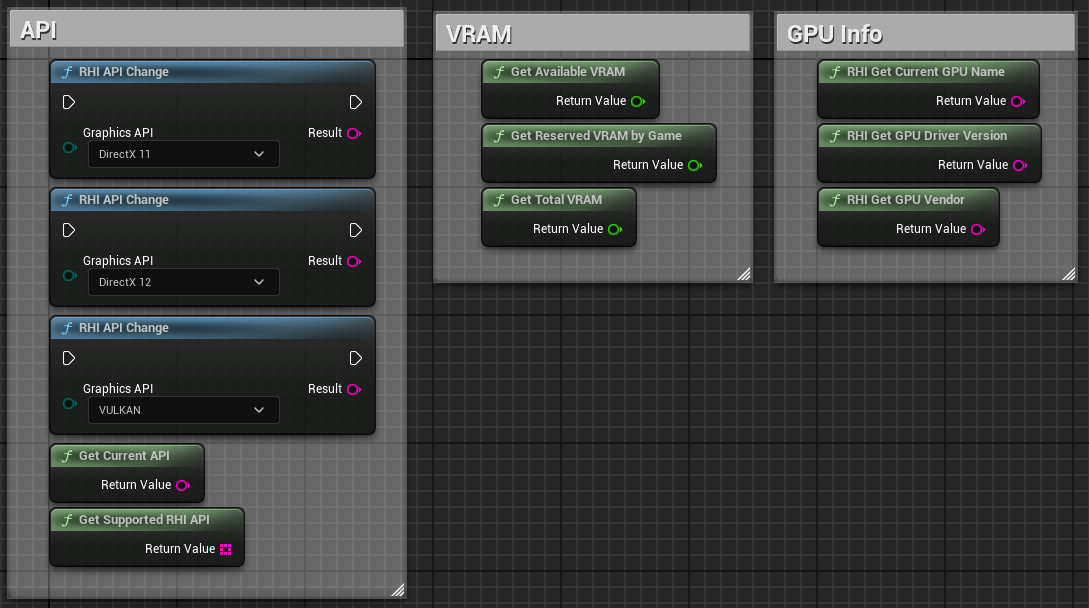 API
RHI API Change
Graphics API
Result
DirectX 11
RHI API Change
Graphics API
Result
DirectX 12
RHI API Change
Graphics API
Result
VULKAN
Get Current API
Return Value
Get Supported RHI API
Return Value
VRAM
Get Available VRAM
Return Value
Get Reserved VRAM by Game
Return Value
Get Total VRAM
Return Value
GPU Info
RHI Get Current GPU Name
Return Value
RHI Get GPU Driver Version
Return Value
RHI Get GPU Vendor
Return Value